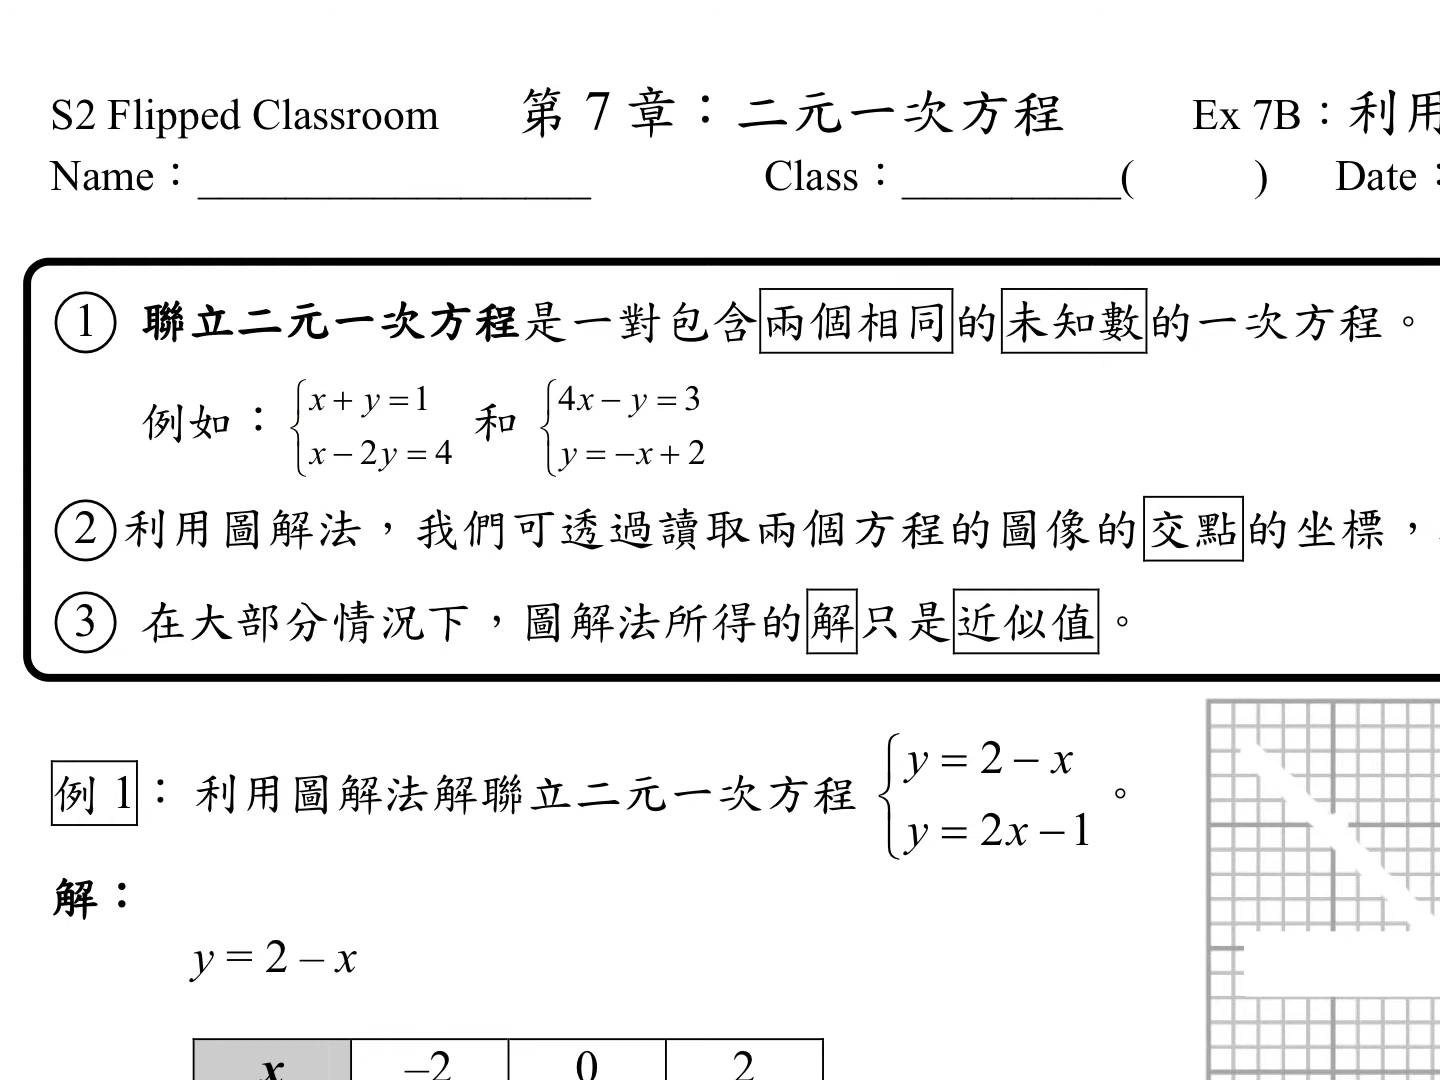 S2 Flipped Classroom 第 7 章：二元一次方程 Ex 7B：利用
Name：__________________ Class：__________( ) Date：
① 聯立二元一次方程是一對包含兩個相同的未知數的一次方程。
例如：{x + y = 1 和 {4x − y = 3
x − 2y = 4 y = −x + 2
② 利用圖解法，我們可透過讀取兩個方程的圖像的交點的坐標，
③ 在大部分情況下，圖解法所得的解只是近似值。
例 1： 利用圖解法解聯立二元一次方程 {y = 2 − x
y = 2x − 1 。
解：
y = 2 – x
x –2 0 2